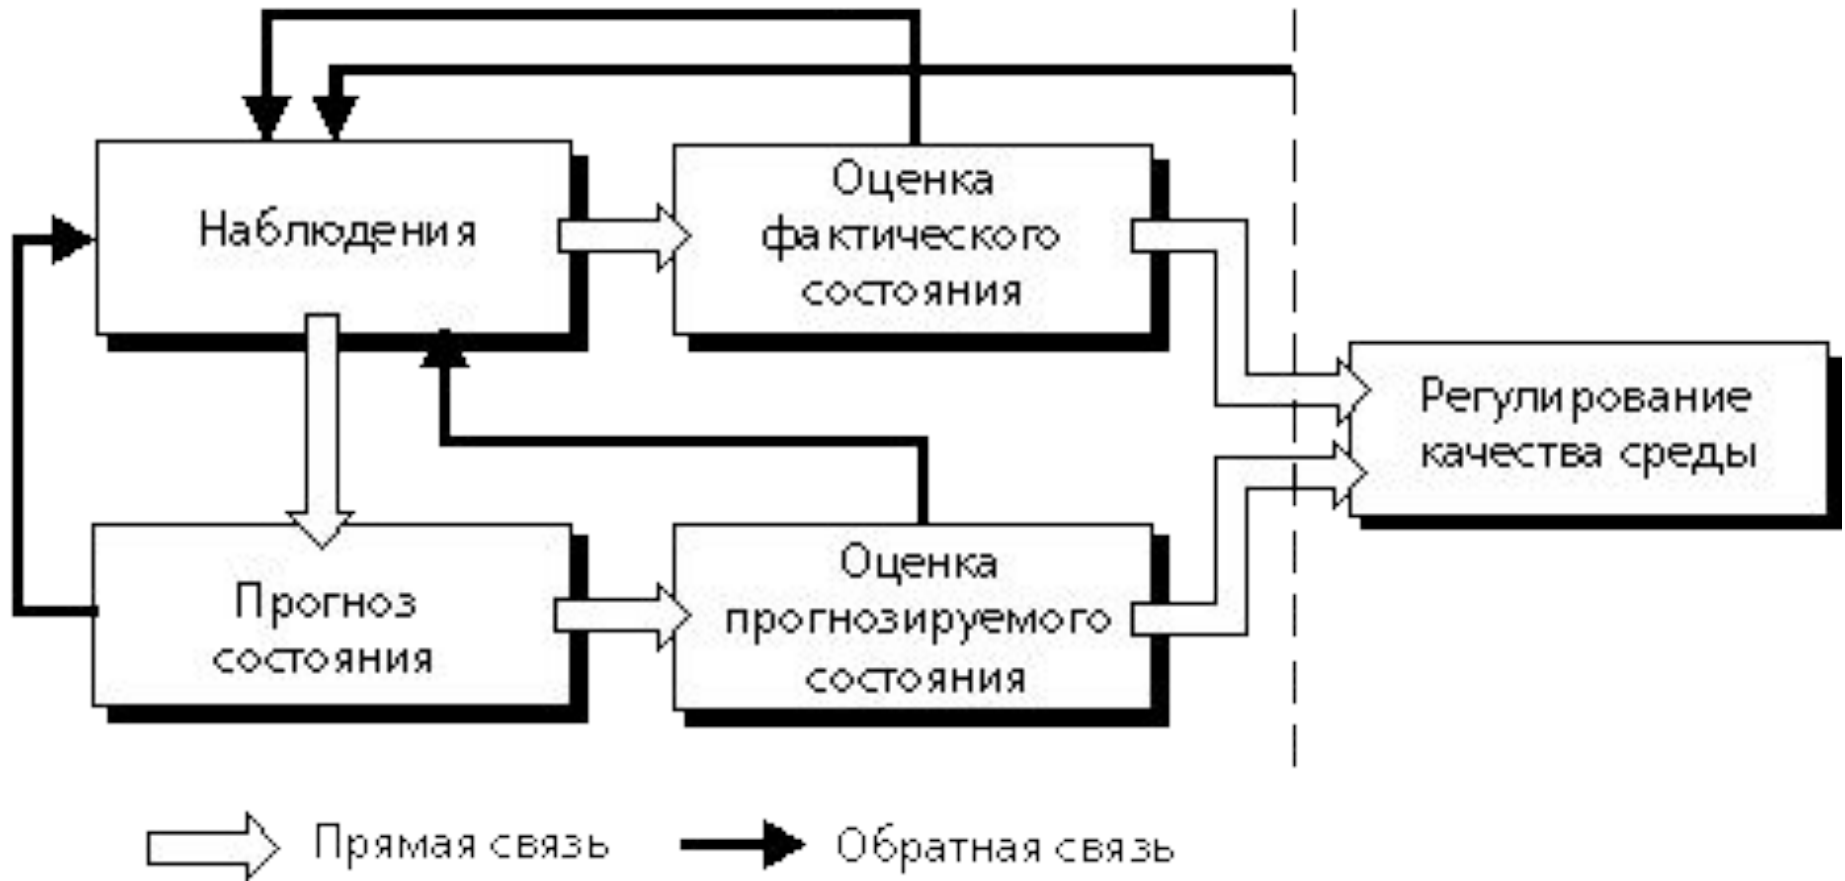 Наблюдения
Оценка
фактического
состояния
Регулирование
качества среды
Прогноз
состояния
Оценка
прогнозируемого
состояния
Прямая связь
Обратная связь